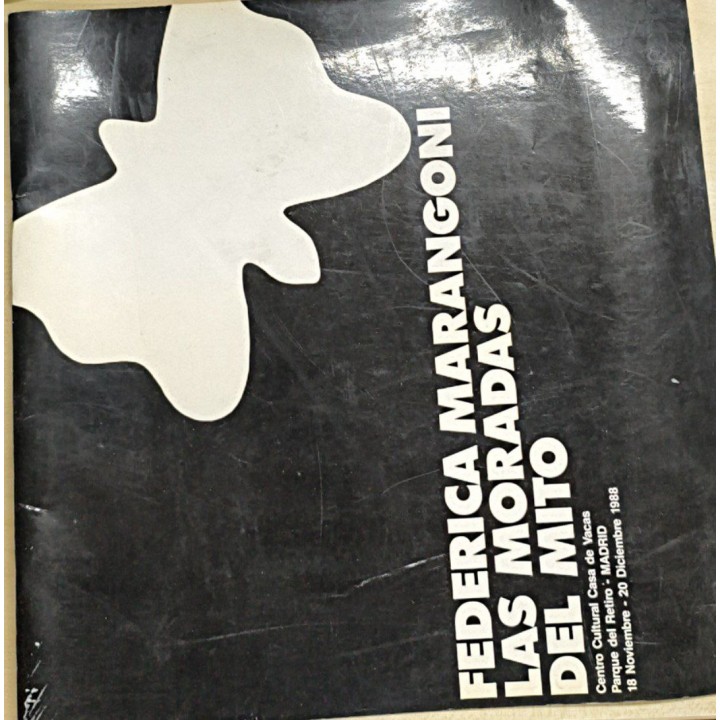 FEDERICA MARANGONI
LAS MORADAS
DEL MITO
Centro Cultural Casa de Vacas
Parque del Retiro - MADRID
18 Noviembre - 20 Diciembre 1988